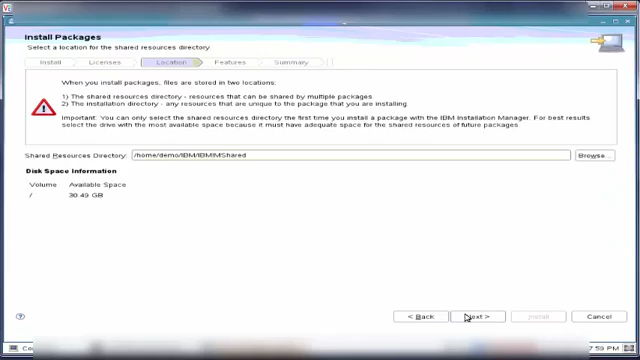 Install Packages
Select a location for the shared resources directory
Install
Licenses
Location
Features
Summary
When you install packages, files are stored in two locations:
1) The shared resources directory - resources that can be shared by multiple packages
2) The installation directory - any resources that are unique to the package that you are installing.
Important: You can only select the shared resources directory the first time you install a package with the IBM Installation Manager. For best results
select the drive with the most available space because it must have adequate space for the shared resources of future packages
Shared Resources Directory: /home/demo/IBM/IBMIMShared
Browse...
Disk Space Information
Volume Available Space
/ 30.49 GB
< Back
Next >
Install
Cancel
7:59 PM